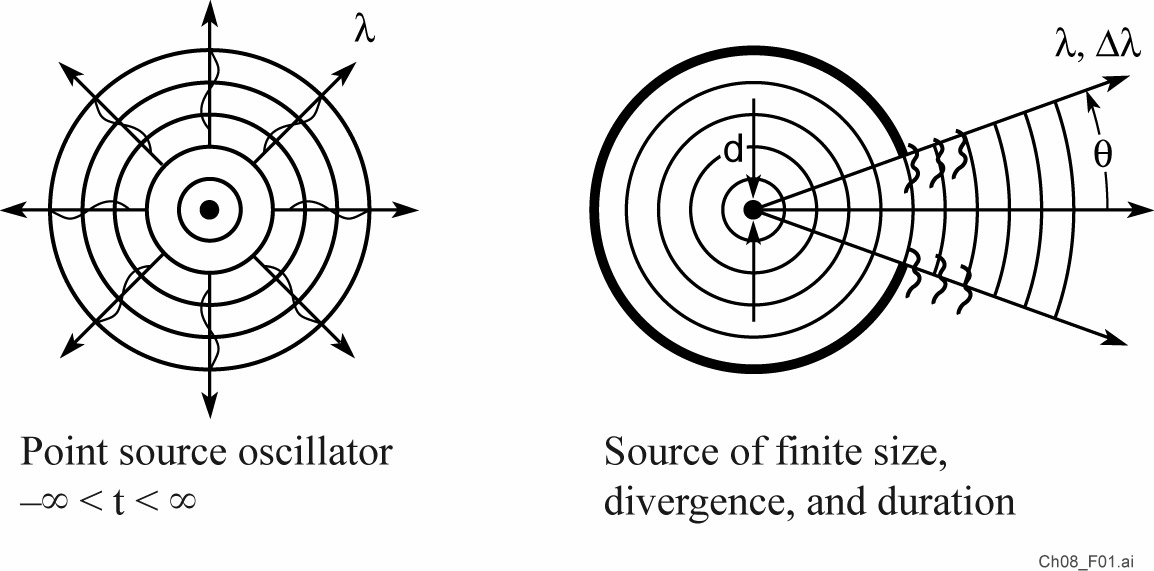 λ
λ, Δλ
d
θ
Point source oscillator
–∞ < t < ∞
Source of finite size,
divergence, and duration
Ch08_F01.ai